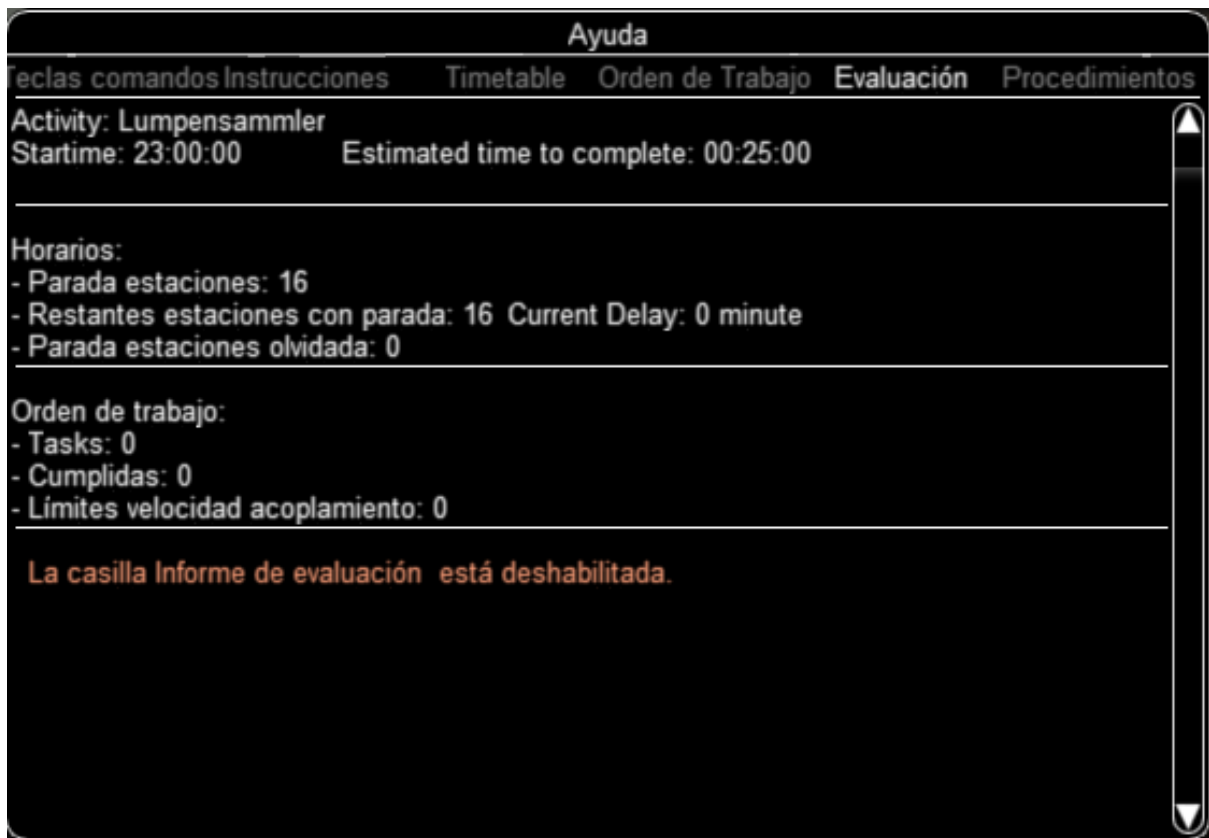 Ayuda
Teclas comandos Instrucciones Timetable Orden de Trabajo Evaluación Procedimientos
Activity: Lumpensammler
Startime: 23:00:00 Estimated time to complete: 00:25:00
Horarios:
- Parada estaciones: 16
- Restantes estaciones con parada: 16 Current Delay: 0 minute
- Parada estaciones olvidada: 0
Orden de trabajo:
- Tasks: 0
- Cumplidas: 0
- Límites velocidad acoplamiento: 0
La casilla Informe de evaluación está deshabilitada.